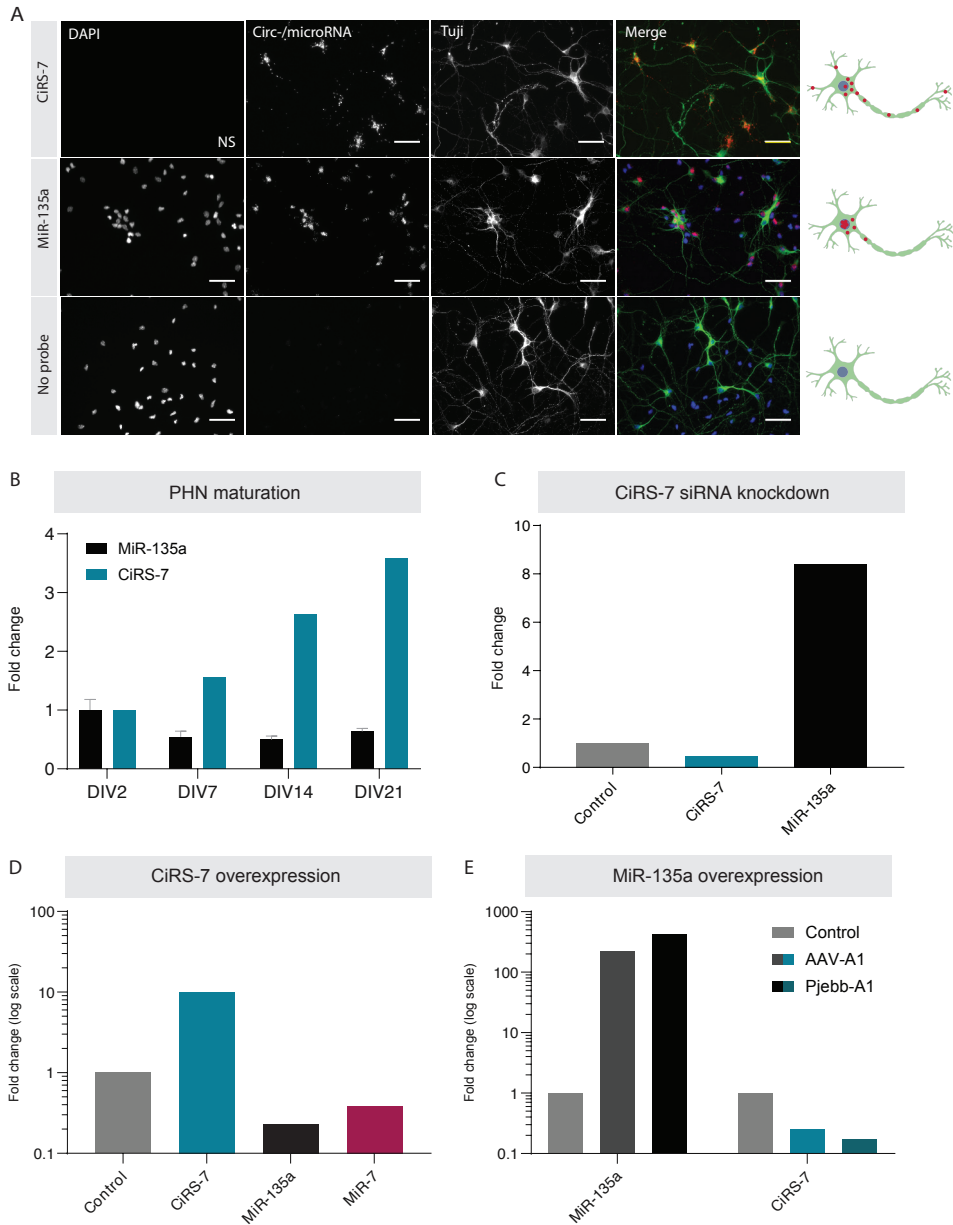 A
DAPI
Circ-/microRNA
Tuji
Merge
CiRS-7
NS
MiR-135a
No probe
B
PHN maturation
4
3
2
1
0
Fold change
MiR-135a
CiRS-7
DIV2
DIV7
DIV14
DIV21
C
CiRS-7 siRNA knockdown
10
8
6
4
2
0
Fold change
Control
CiRS-7
MiR-135a
D
CiRS-7 overexpression
100
10
1
0.1
Fold change (log scale)
Control
CiRS-7
MiR-135a
MiR-7
E
MiR-135a overexpression
1000
100
10
1
0.1
Fold change (log scale)
Control
AAV-A1
Pjebb-A1
MiR-135a
CiRS-7